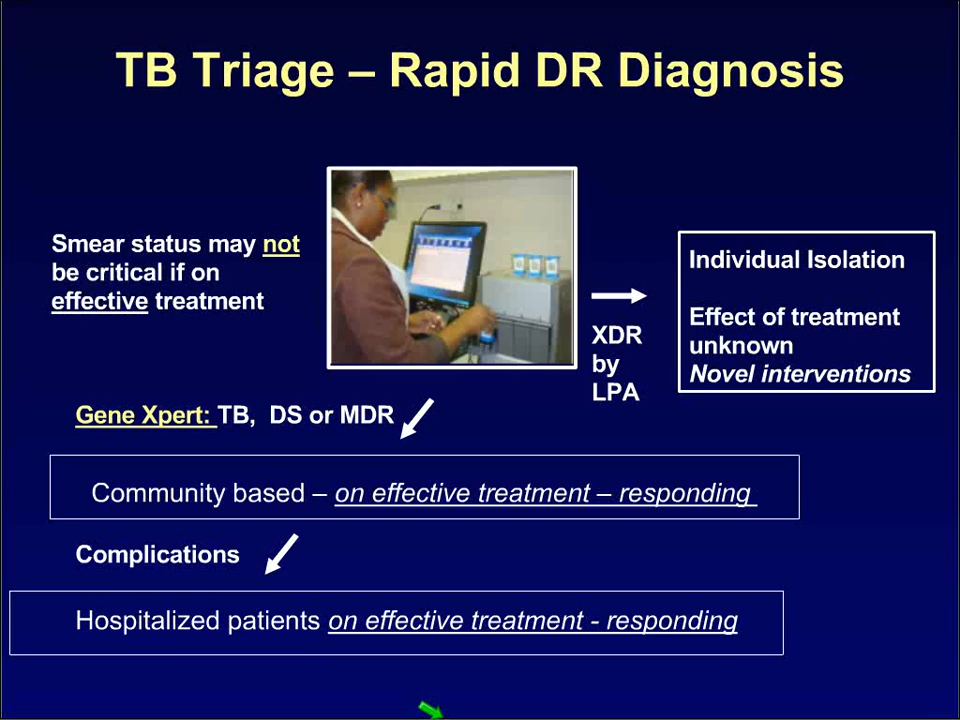 TB Triage – Rapid DR Diagnosis
Smear status may not
be critical if on
effective treatment
XDR
by
LPA
Individual Isolation
Effect of treatment
unknown
Novel interventions
Gene Xpert: TB, DS or MDR
Community based – on effective treatment – responding
Complications
Hospitalized patients on effective treatment - responding